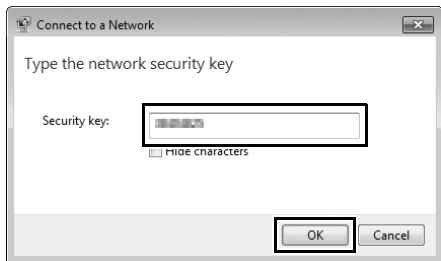 Connect to a Network
Type the network security key
Security key:
Hide characters
OK Cancel